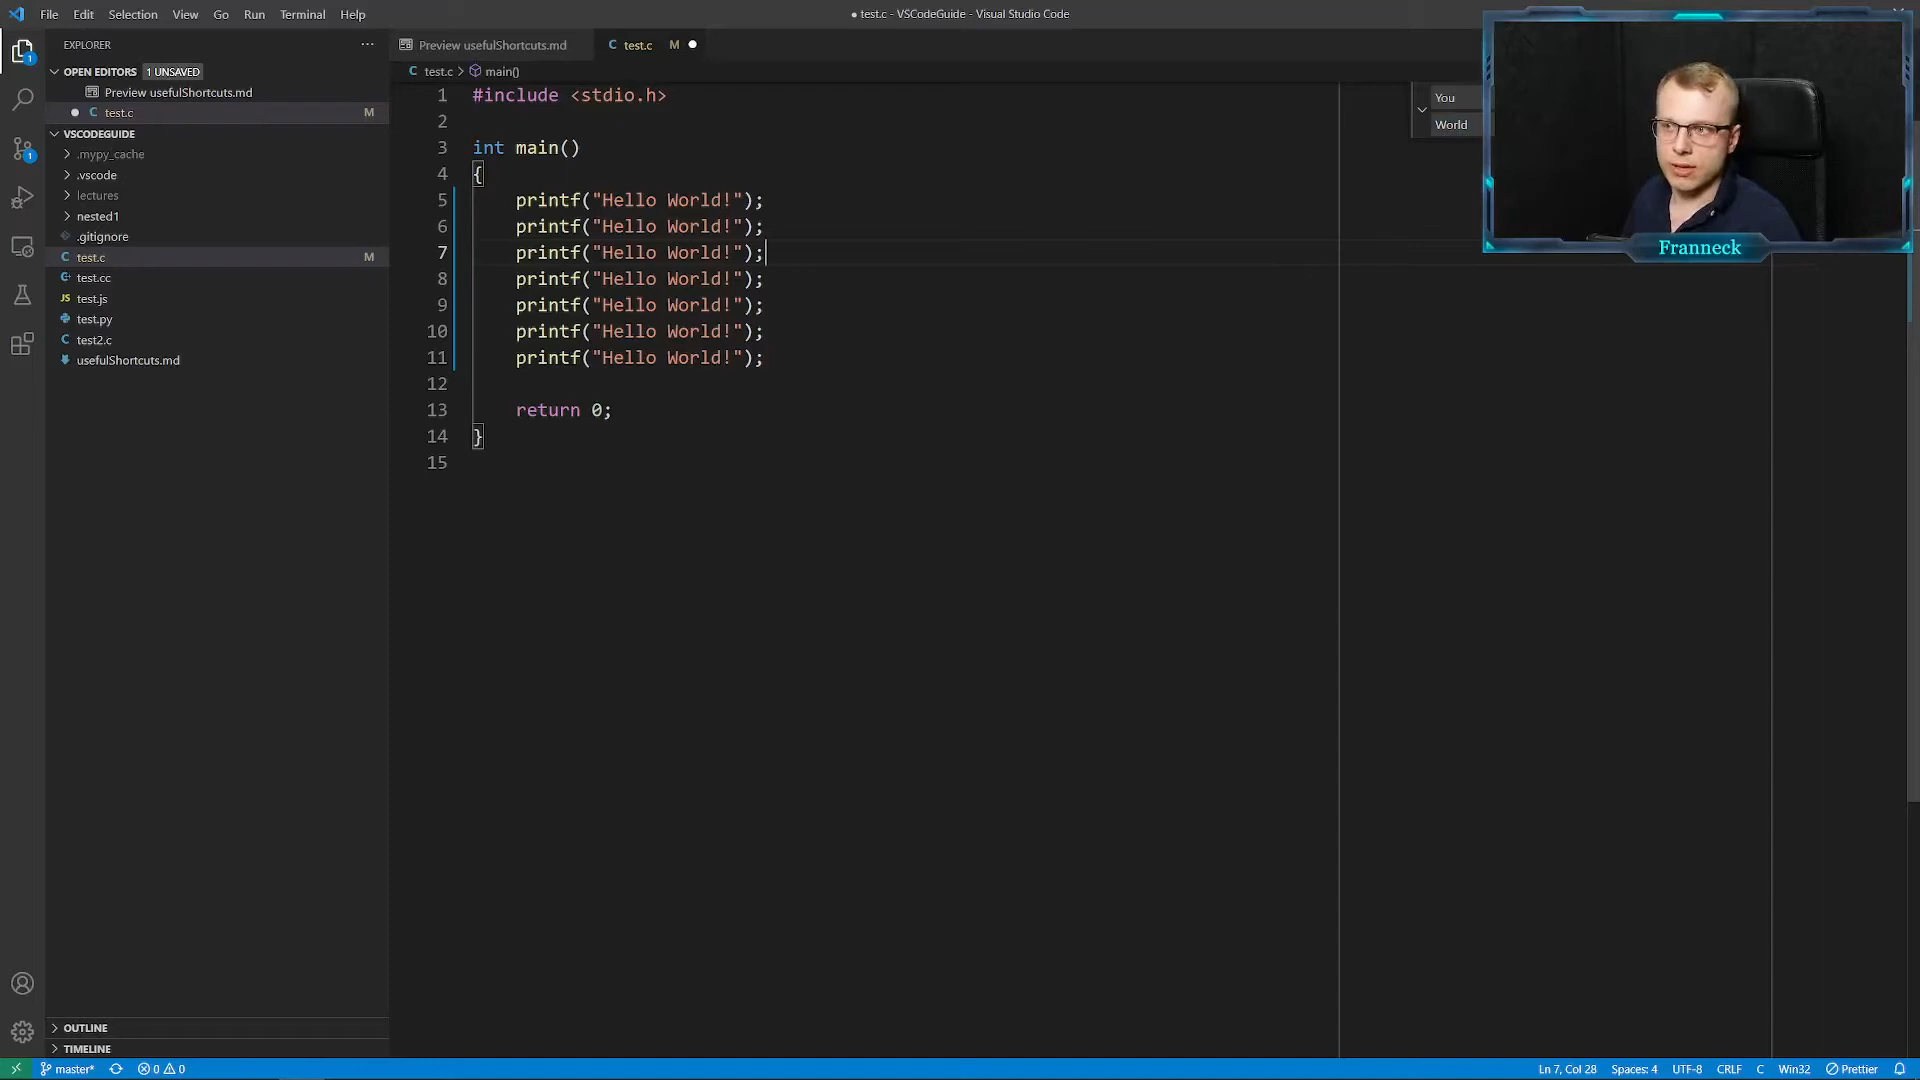 File Edit Selection View Go Run Terminal Help
● test.c - VSCodeGuide - Visual Studio Code
EXPLORER ···
OPEN EDITORS 1 UNSAVED
Preview usefulShortcuts.md
C test.c M
VSCODEGUIDE
.mypy_cache
.vscode
lectures
nested1
.gitignore
C test.c M
test.cc
JS test.js
test.py
C test2.c
usefulShortcuts.md
OUTLINE
TIMELINE
Preview usefulShortcuts.md
C test.c M ●
C test.c > main()
1 #include <stdio.h>
2
3 int main()
4 {
5 printf("Hello World!");
6 printf("Hello World!");
7 printf("Hello World!");
8 printf("Hello World!");
9 printf("Hello World!");
10 printf("Hello World!");
11 printf("Hello World!");
12
13 return 0;
14 }
15
You
World
Franneck
1
1
master* 0 0
Ln 7, Col 28 Spaces: 4 UTF-8 CRLF C Win32 Prettier